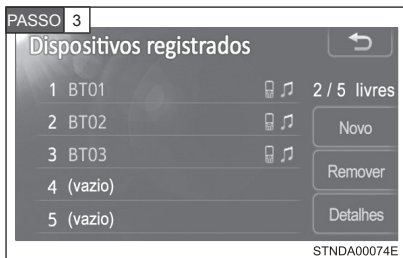 PASSO 3
Dispositivos registrados
1 BT01
2 / 5 livres
2 BT02
Novo
3 BT03
Remover
4 (vazio)
5 (vazio)
Detalhes
STNDA00074E